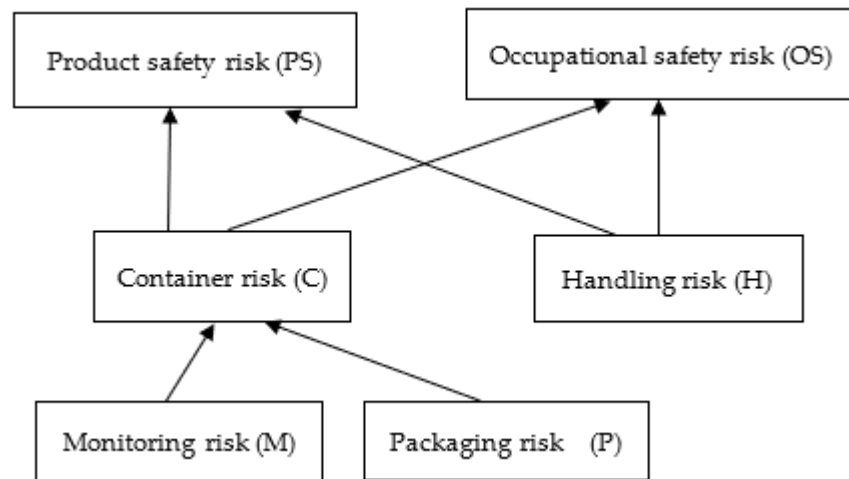 Product safety risk (PS)
Occupational safety risk (OS)
Container risk (C)
Handling risk (H)
Monitoring risk (M)
Packaging risk (P)